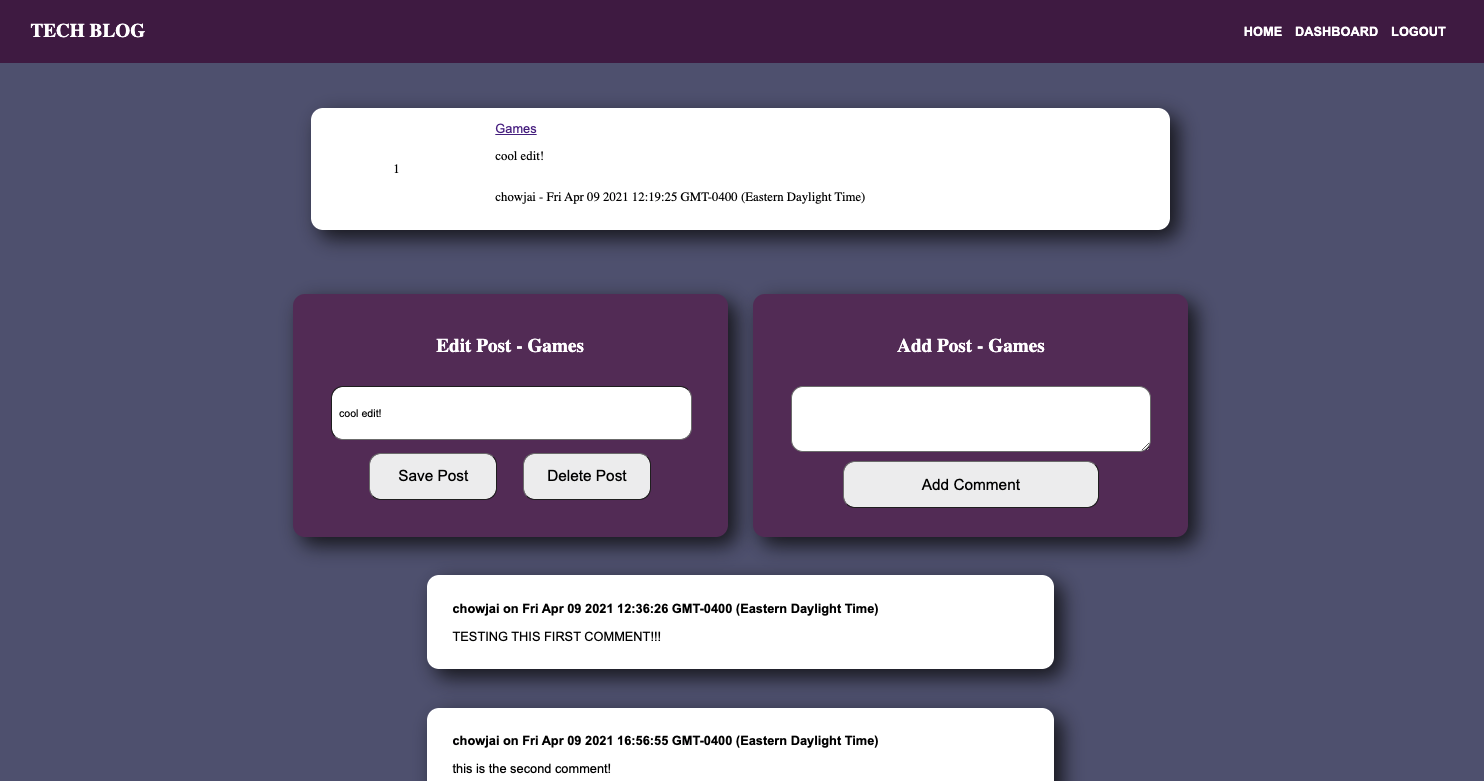 TECH BLOG
HOME DASHBOARD LOGOUT
Games
cool edit!
1
chowjai - Fri Apr 09 2021 12:19:25 GMT-0400 (Eastern Daylight Time)
Edit Post - Games
cool edit!
Save Post Delete Post
Add Post - Games
Add Comment
chowjai on Fri Apr 09 2021 12:36:26 GMT-0400 (Eastern Daylight Time)
TESTING THIS FIRST COMMENT!!!
chowjai on Fri Apr 09 2021 16:56:55 GMT-0400 (Eastern Daylight Time)
this is the second comment!